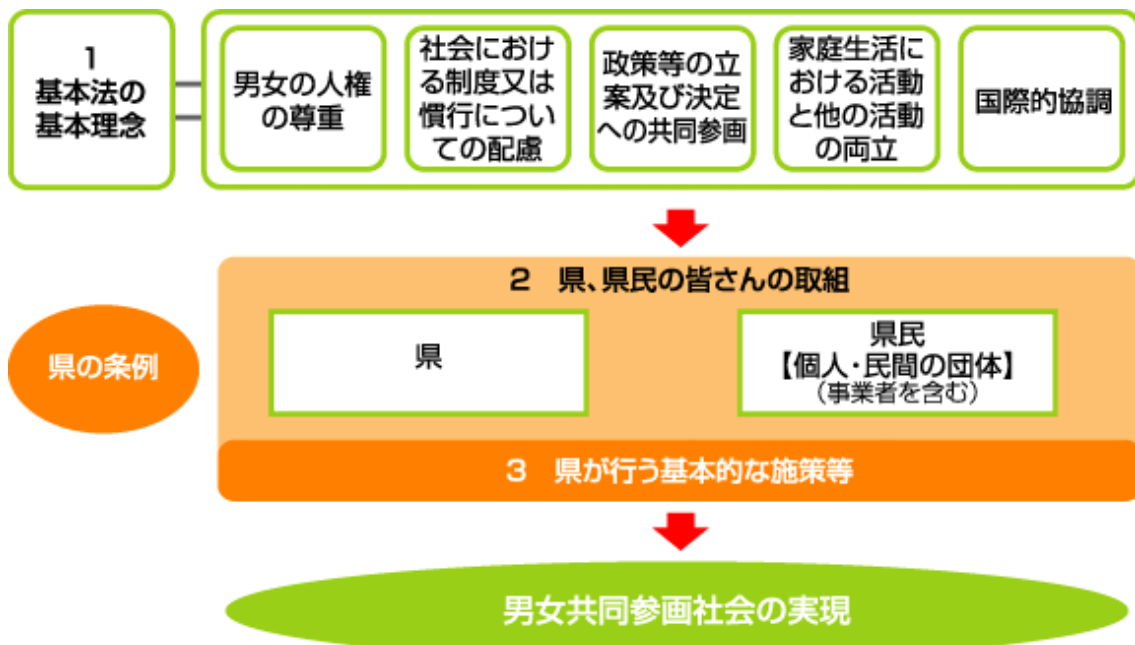 1
基本法の
基本理念
男女の人権
の尊重
社会におけ
る制度又は
慣行につい
ての配慮
政策等の立
案及び決定
への共同参画
家庭生活に
おける活動
と他の活動
の両立
国際的協調
2 県、県民の皆さんの取組
県の条例
県
県民
【個人・民間の団体】
（事業者を含む）
3 県が行う基本的な施策等
男女共同参画社会の実現